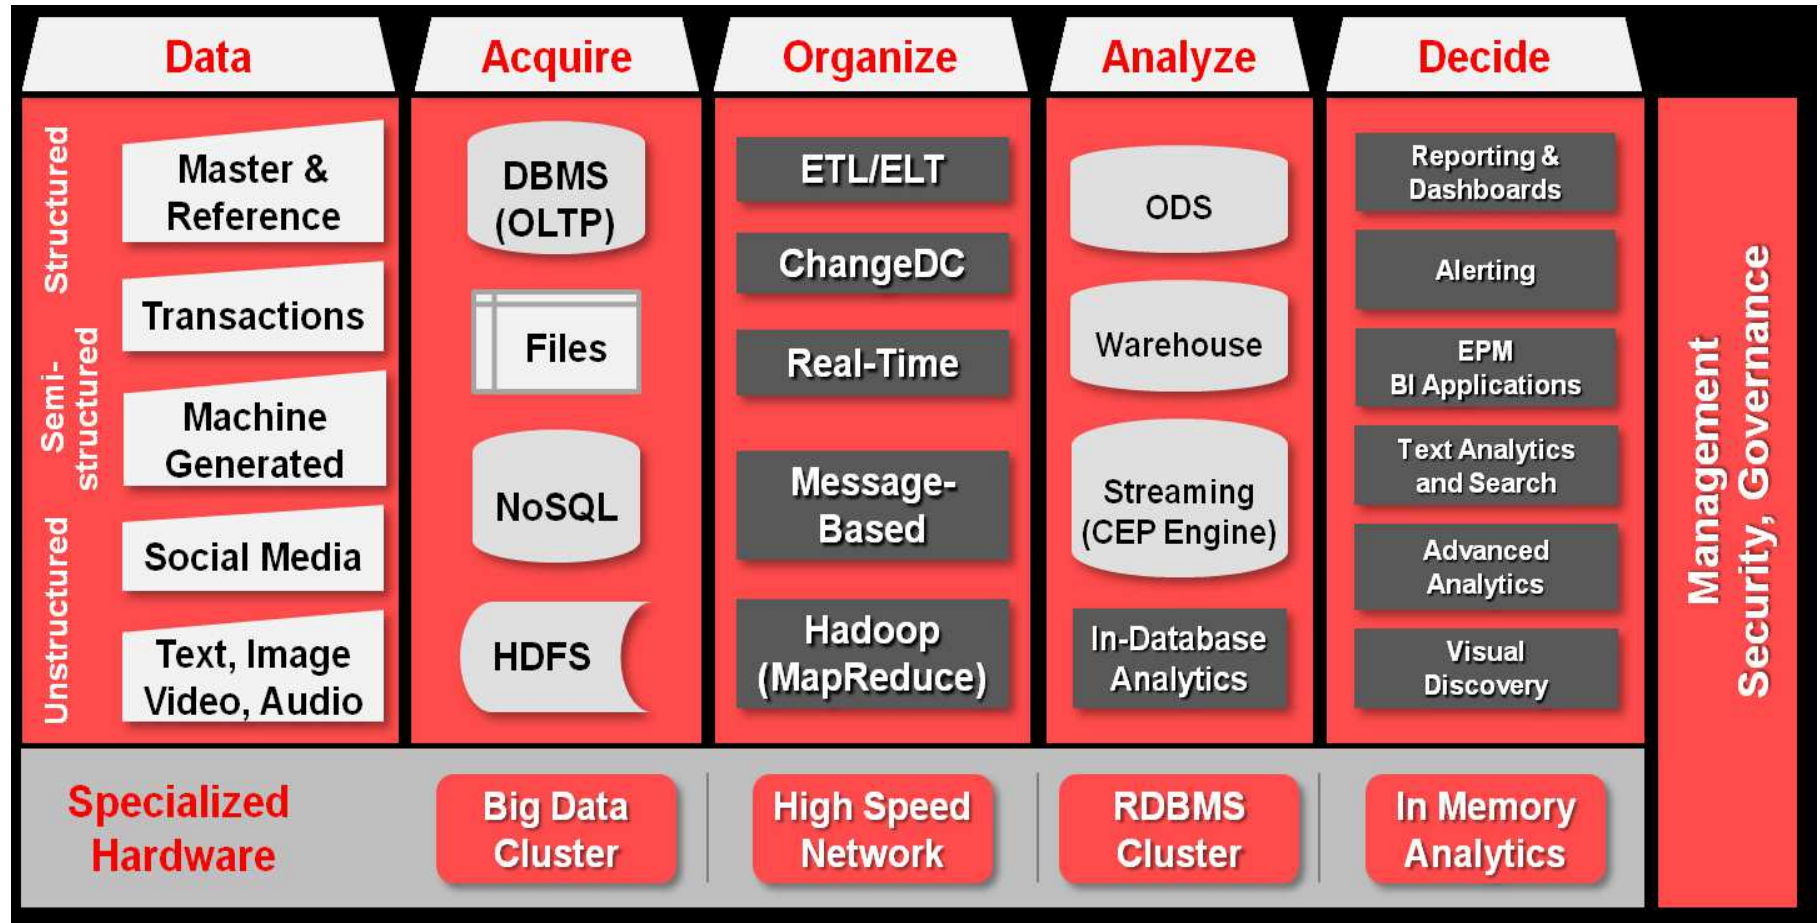 Data
Acquire
Organize
Analyze
Decide
Structured
Semi-
structured
Unstructured
Master &
Reference
Transactions
Machine
Generated
Social Media
Text, Image
Video, Audio
DBMS
(OLTP)
Files
NoSQL
HDFS
ETL/ELT
ChangeDC
Real-Time
Message-
Based
Hadoop
(MapReduce)
ODS
Warehouse
Streaming
(CEP Engine)
In-Database
Analytics
Reporting &
Dashboards
Alerting
EPM
BI Applications
Text Analytics
and Search
Advanced
Analytics
Visual
Discovery
Management
Security, Governance
Specialized
Hardware
Big Data
Cluster
High Speed
Network
RDBMS
Cluster
In Memory
Analytics